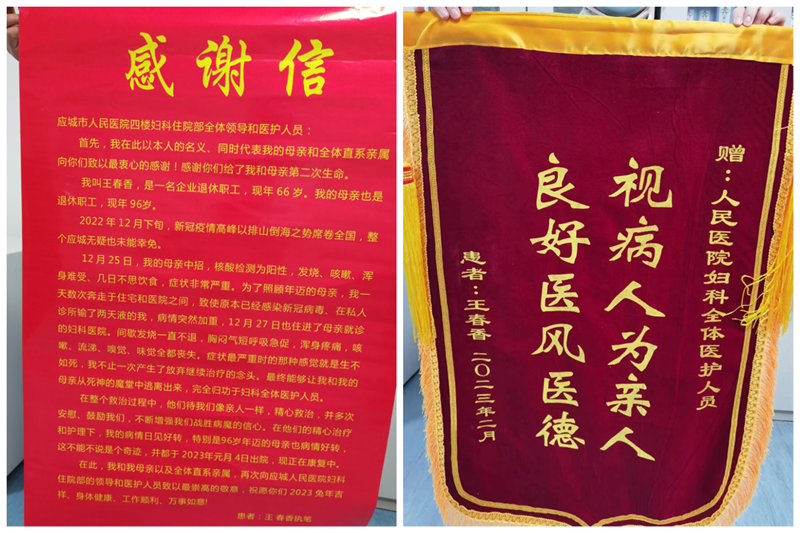 感谢信
应城市人民医院四楼妇科住院部全体领导和医护人员：
首先，我在此以本人的名义、同时代表我的母亲和全体直系亲属
向你们致以最衷心的感谢！感谢你们给了我和母亲第二次生命。
我叫王春香，是一名企业退休职工，现年66岁。我的母亲也是
退休职工，现年96岁。
2022年12月下旬，新冠疫情高峰以排山倒海之势席卷全国，整
个应城无疑也未能幸免。
12月25日，我的母亲中招，核酸检测为阳性，发烧、咳嗽、浑
身难受、几日不思饮食，症状非常严重。为了照顾年迈的母亲，我一
天数次奔走于住宅和医院之间，致使原本已经感染新冠病毒、在私人
诊所输了两天液的我，病情突然加重，12月27日也住进了母亲就诊
的妇科医院。间歇发烧一直不退，胸闷气短呼吸急促，浑身疼痛，咳
嗽、流涕、嗅觉、味觉全都丧失。症状最严重时的那种感觉就是生不
如死，我不止一次产生了放弃继续治疗的念头。最终能够让我和我的
母亲从死神的魔堂中逃离出来，完全归功于妇科全体医护人员。
在整个救治过程中，他们待我们像亲人一样，精心救治，并多次
安慰、鼓励我们，不断增强我们战胜病魔的信心。在他们的精心治疗
和护理下，我的病情日见好转，特别是96岁年迈的母亲也病情好转，
这不能不说是个奇迹，并都于2023年元月4日出院，现正在康复中。
在此，我和我母亲以及全体直系亲属，再次向应城人民医院妇科
住院部的领导和医护人员致以最崇高的敬意，祝愿你们2023兔年吉
祥、身体健康、工作顺利、万事如意!
患者：王春香执笔
赠：人民医院妇科全体医护人员
视病人为亲人
良好医风医德
患者：王春香 二〇二三年二月